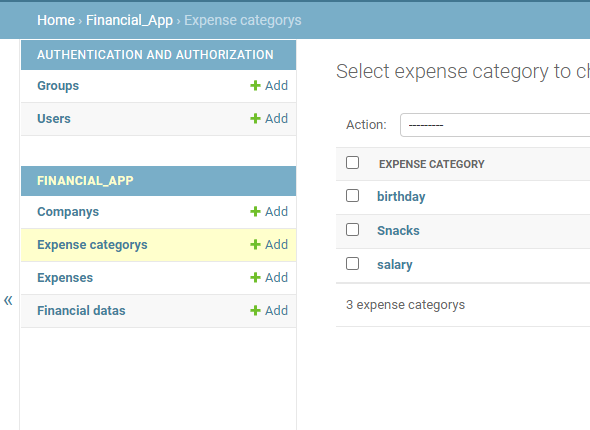 Home › Financial_App › Expense categorys
AUTHENTICATION AND AUTHORIZATION
Groups + Add
Users + Add
FINANCIAL_APP
Companys + Add
Expense categorys + Add
Expenses + Add
Financial datas + Add
«
Select expense category to ch
Action: ---------
EXPENSE CATEGORY
birthday
Snacks
salary
3 expense categorys